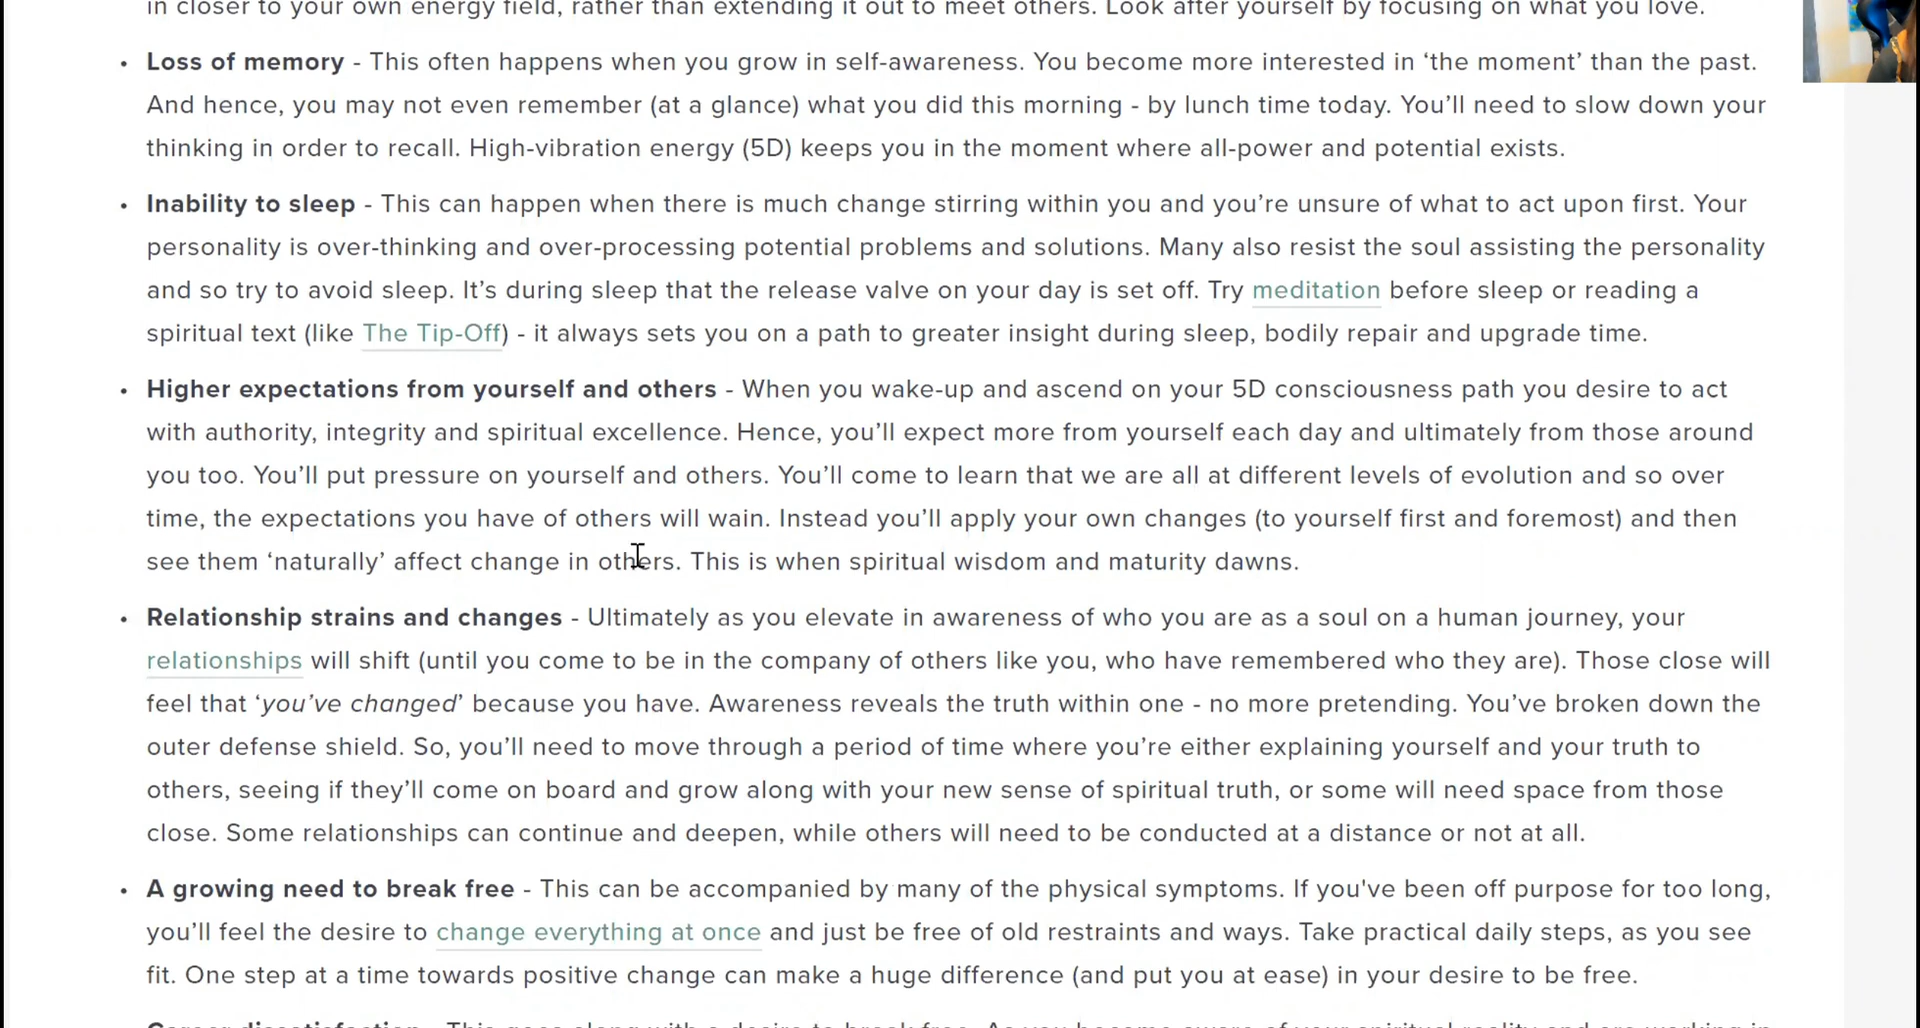 in closer to your own energy field, rather than extending it out to meet others. Look after yourself by focusing on what you love.
• Loss of memory - This often happens when you grow in self-awareness. You become more interested in ‘the moment’ than the past.
And hence, you may not even remember (at a glance) what you did this morning - by lunch time today. You’ll need to slow down your
thinking in order to recall. High-vibration energy (5D) keeps you in the moment where all-power and potential exists.
• Inability to sleep - This can happen when there is much change stirring within you and you’re unsure of what to act upon first. Your
personality is over-thinking and over-processing potential problems and solutions. Many also resist the soul assisting the personality
and so try to avoid sleep. It’s during sleep that the release valve on your day is set off. Try meditation before sleep or reading a
spiritual text (like The Tip-Off) - it always sets you on a path to greater insight during sleep, bodily repair and upgrade time.
• Higher expectations from yourself and others - When you wake-up and ascend on your 5D consciousness path you desire to act
with authority, integrity and spiritual excellence. Hence, you’ll expect more from yourself each day and ultimately from those around
you too. You’ll put pressure on yourself and others. You’ll come to learn that we are all at different levels of evolution and so over
time, the expectations you have of others will wain. Instead you’ll apply your own changes (to yourself first and foremost) and then
see them ‘naturally’ affect change in others. This is when spiritual wisdom and maturity dawns.
• Relationship strains and changes - Ultimately as you elevate in awareness of who you are as a soul on a human journey, your
relationships will shift (until you come to be in the company of others like you, who have remembered who they are). Those close will
feel that ‘you’ve changed’ because you have. Awareness reveals the truth within one - no more pretending. You’ve broken down the
outer defense shield. So, you’ll need to move through a period of time where you’re either explaining yourself and your truth to
others, seeing if they’ll come on board and grow along with your new sense of spiritual truth, or some will need space from those
close. Some relationships can continue and deepen, while others will need to be conducted at a distance or not at all.
• A growing need to break free - This can be accompanied by many of the physical symptoms. If you've been off purpose for too long,
you’ll feel the desire to change everything at once and just be free of old restraints and ways. Take practical daily steps, as you see
fit. One step at a time towards positive change can make a huge difference (and put you at ease) in your desire to be free.